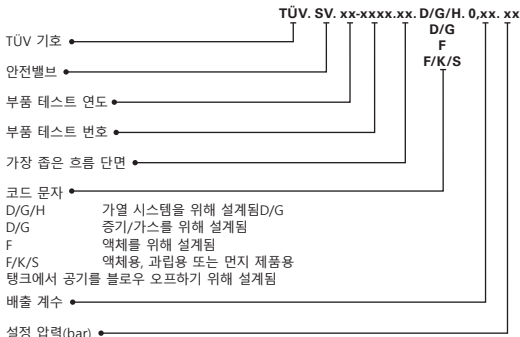 TÜV. SV. xx-xxxx.xx. D/G/H. 0,xx. xx
D/G
F
F/K/S
TÜV 기호
안전밸브
부품 테스트 연도
부품 테스트 번호
가장 좁은 흐름 단면
코드 문자
D/G/H 가열 시스템을 위해 설계됨D/G
D/G 증기/가스를 위해 설계됨
F 액체를 위해 설계됨
F/K/S 액체용, 과립용 또는 먼지 제품용
탱크에서 공기를 블로우 오프하기 위해 설계됨
배출 계수
설정 압력(bar)